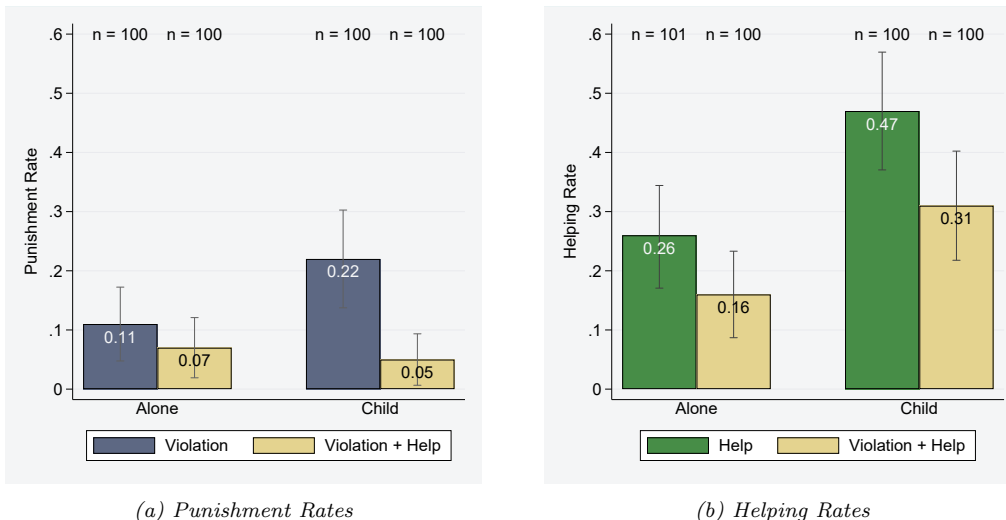 .6
n = 100 n = 100 n = 100 n = 100
.5
.4
.3
.2
.1
0
Punishment Rate
0.11
0.07
0.22
0.05
Alone Child
Violation Violation + Help
(a) Punishment Rates
.6
n = 101 n = 100 n = 100 n = 100
.5
.4
.3
.2
.1
0
Helping Rate
0.26
0.16
0.47
0.31
Alone Child
Help Violation + Help
(b) Helping Rates